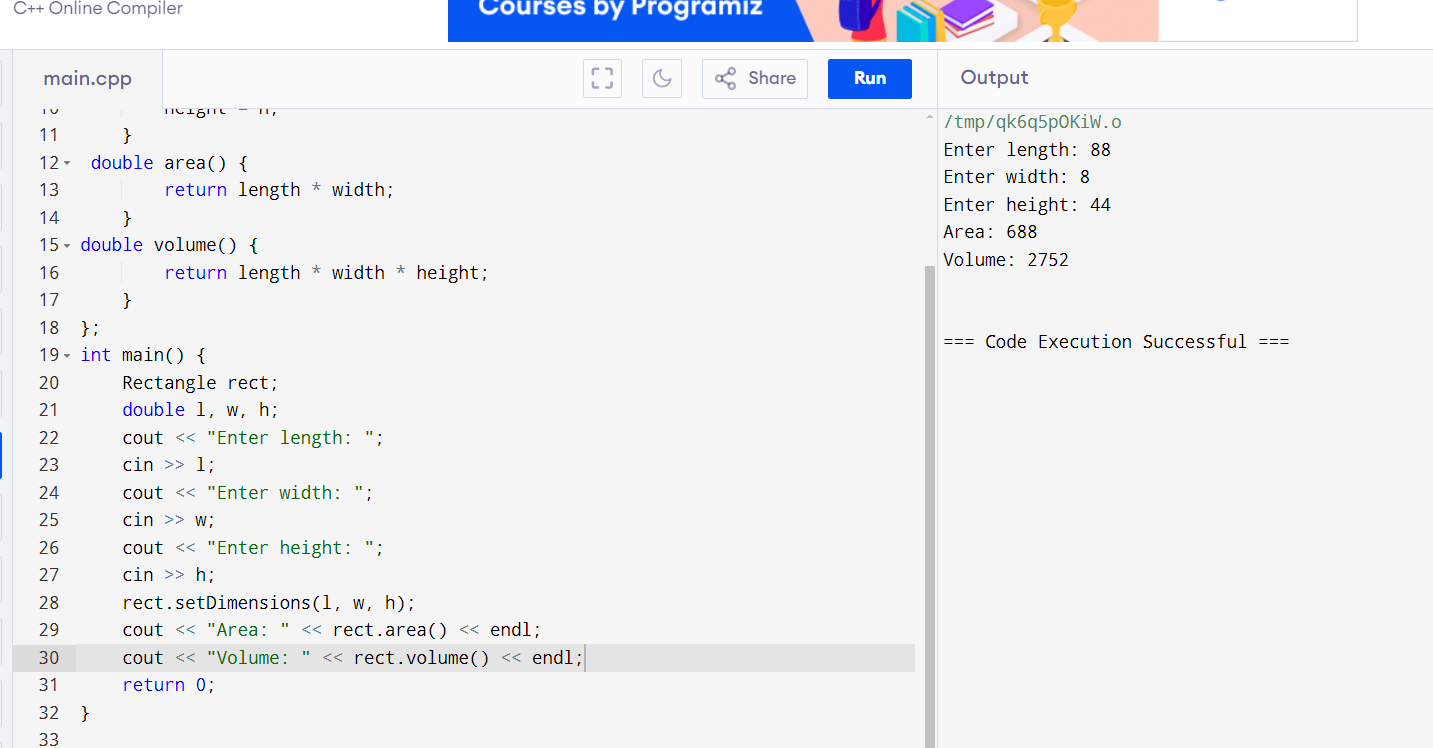 C++ Online Compiler
Courses by Programiz
main.cpp
Share
Run
Output
10 height = h;
11 }
12 double area() {
13 return length * width;
14 }
15 double volume() {
16 return length * width * height;
17 }
18 };
19 int main() {
20 Rectangle rect;
21 double l, w, h;
22 cout << "Enter length: ";
23 cin >> l;
24 cout << "Enter width: ";
25 cin >> w;
26 cout << "Enter height: ";
27 cin >> h;
28 rect.setDimensions(l, w, h);
29 cout << "Area: " << rect.area() << endl;
30 cout << "Volume: " << rect.volume() << endl;
31 return 0;
32 }
33
/tmp/qk6q5pOKiW.o
Enter length: 88
Enter width: 8
Enter height: 44
Area: 688
Volume: 2752
=== Code Execution Successful ===